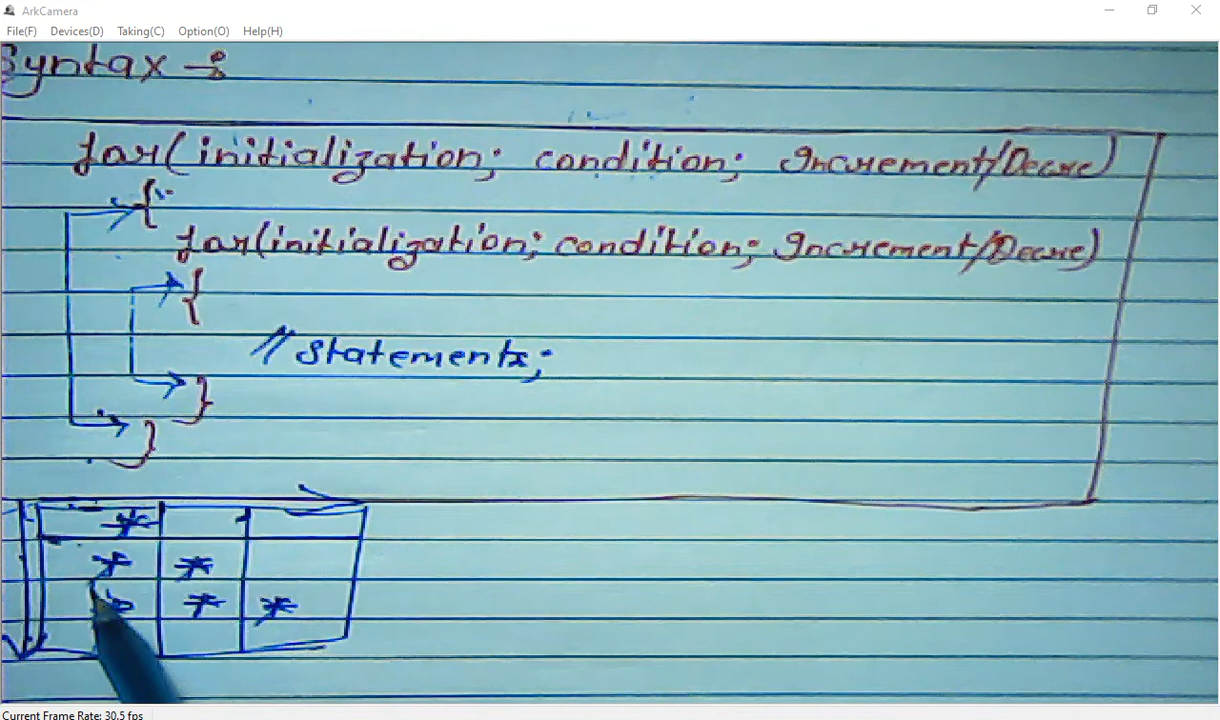 ArkCamera
File(F) Devices(D) Taking(C) Option(O) Help(H)
Syntax -:
for(initialization; condition; Increment/Decre)
{
for(initialization; condition; Increment/Decre)
{
// Statements;
}
}
*
* *
* *
Current Frame Rate: 30.5 fps